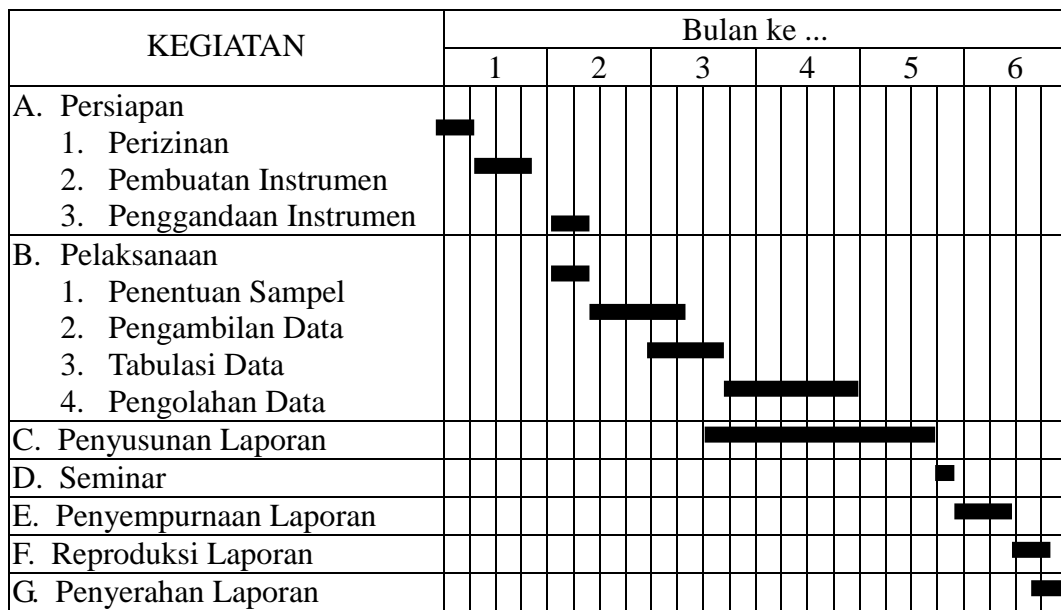 KEGIATAN
Bulan ke ...
1 2 3 4 5 6
A. Persiapan
1. Perizinan
2. Pembuatan Instrumen
3. Penggandaan Instrumen
B. Pelaksanaan
1. Penentuan Sampel
2. Pengambilan Data
3. Tabulasi Data
4. Pengolahan Data
C. Penyusunan Laporan
D. Seminar
E. Penyempurnaan Laporan
F. Reproduksi Laporan
G. Penyerahan Laporan